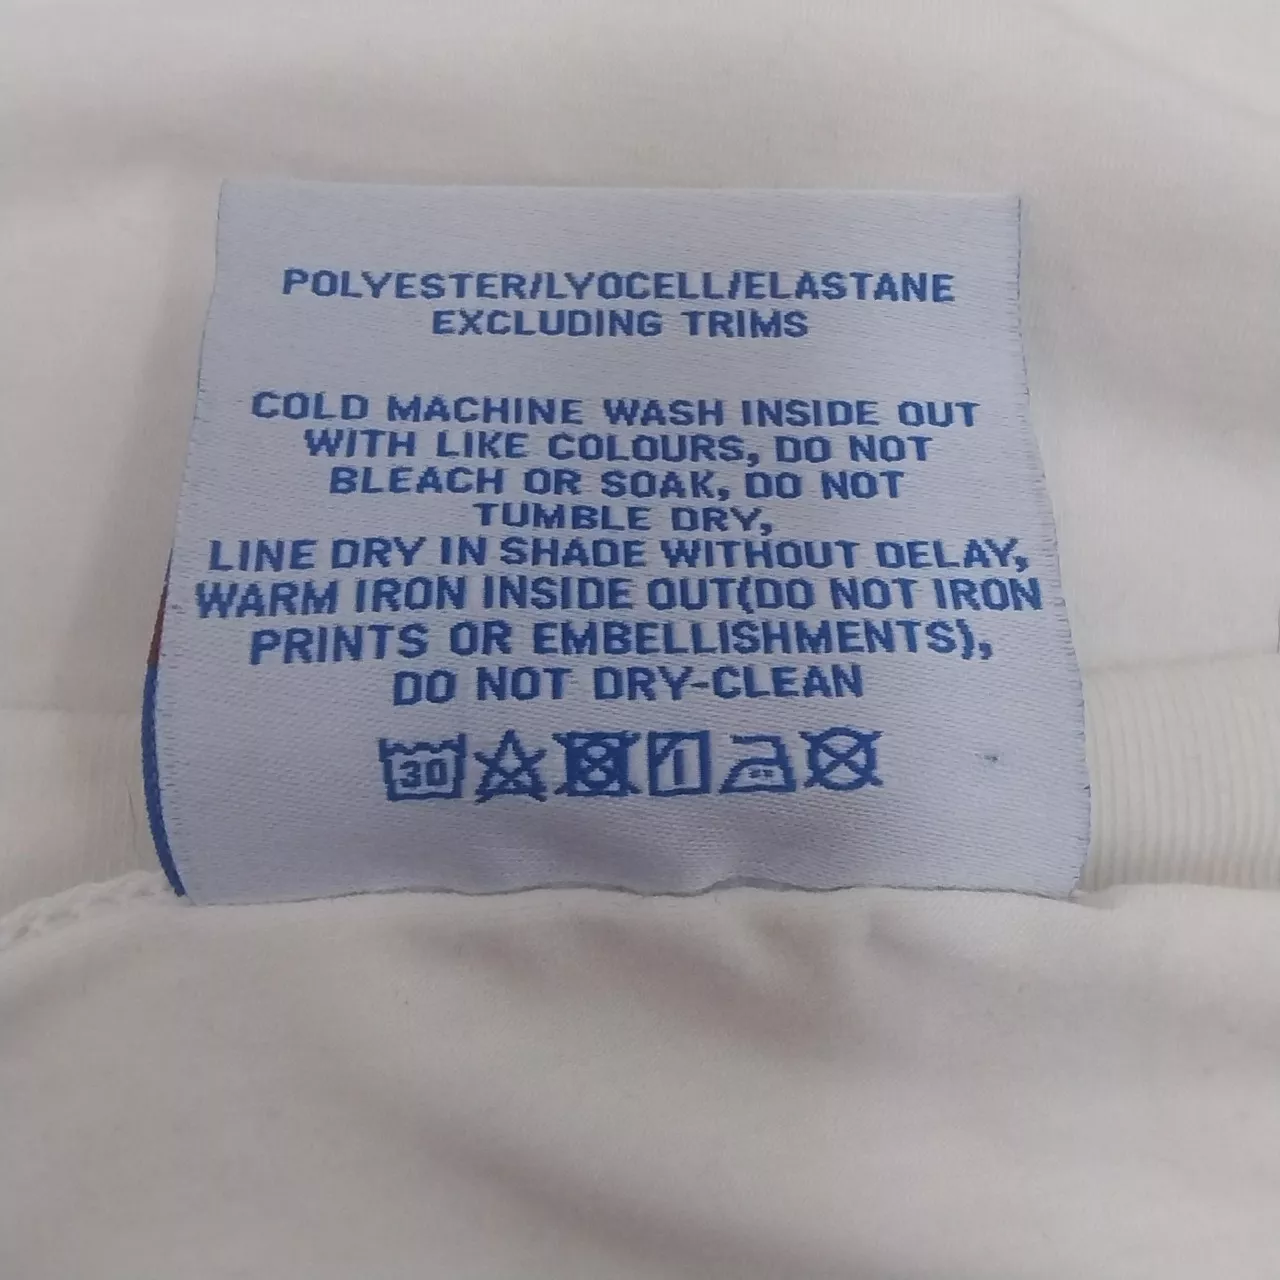 POLYESTER/LYOCELL/ELASTANE
EXCLUDING TRIMS
COLD MACHINE WASH INSIDE OUT
WITH LIKE COLOURS, DO NOT
BLEACH OR SOAK, DO NOT
TUMBLE DRY,
LINE DRY IN SHADE WITHOUT DELAY,
WARM IRON INSIDE OUT(DO NOT IRON
PRINTS OR EMBELLISHMENTS),
DO NOT DRY-CLEAN
30